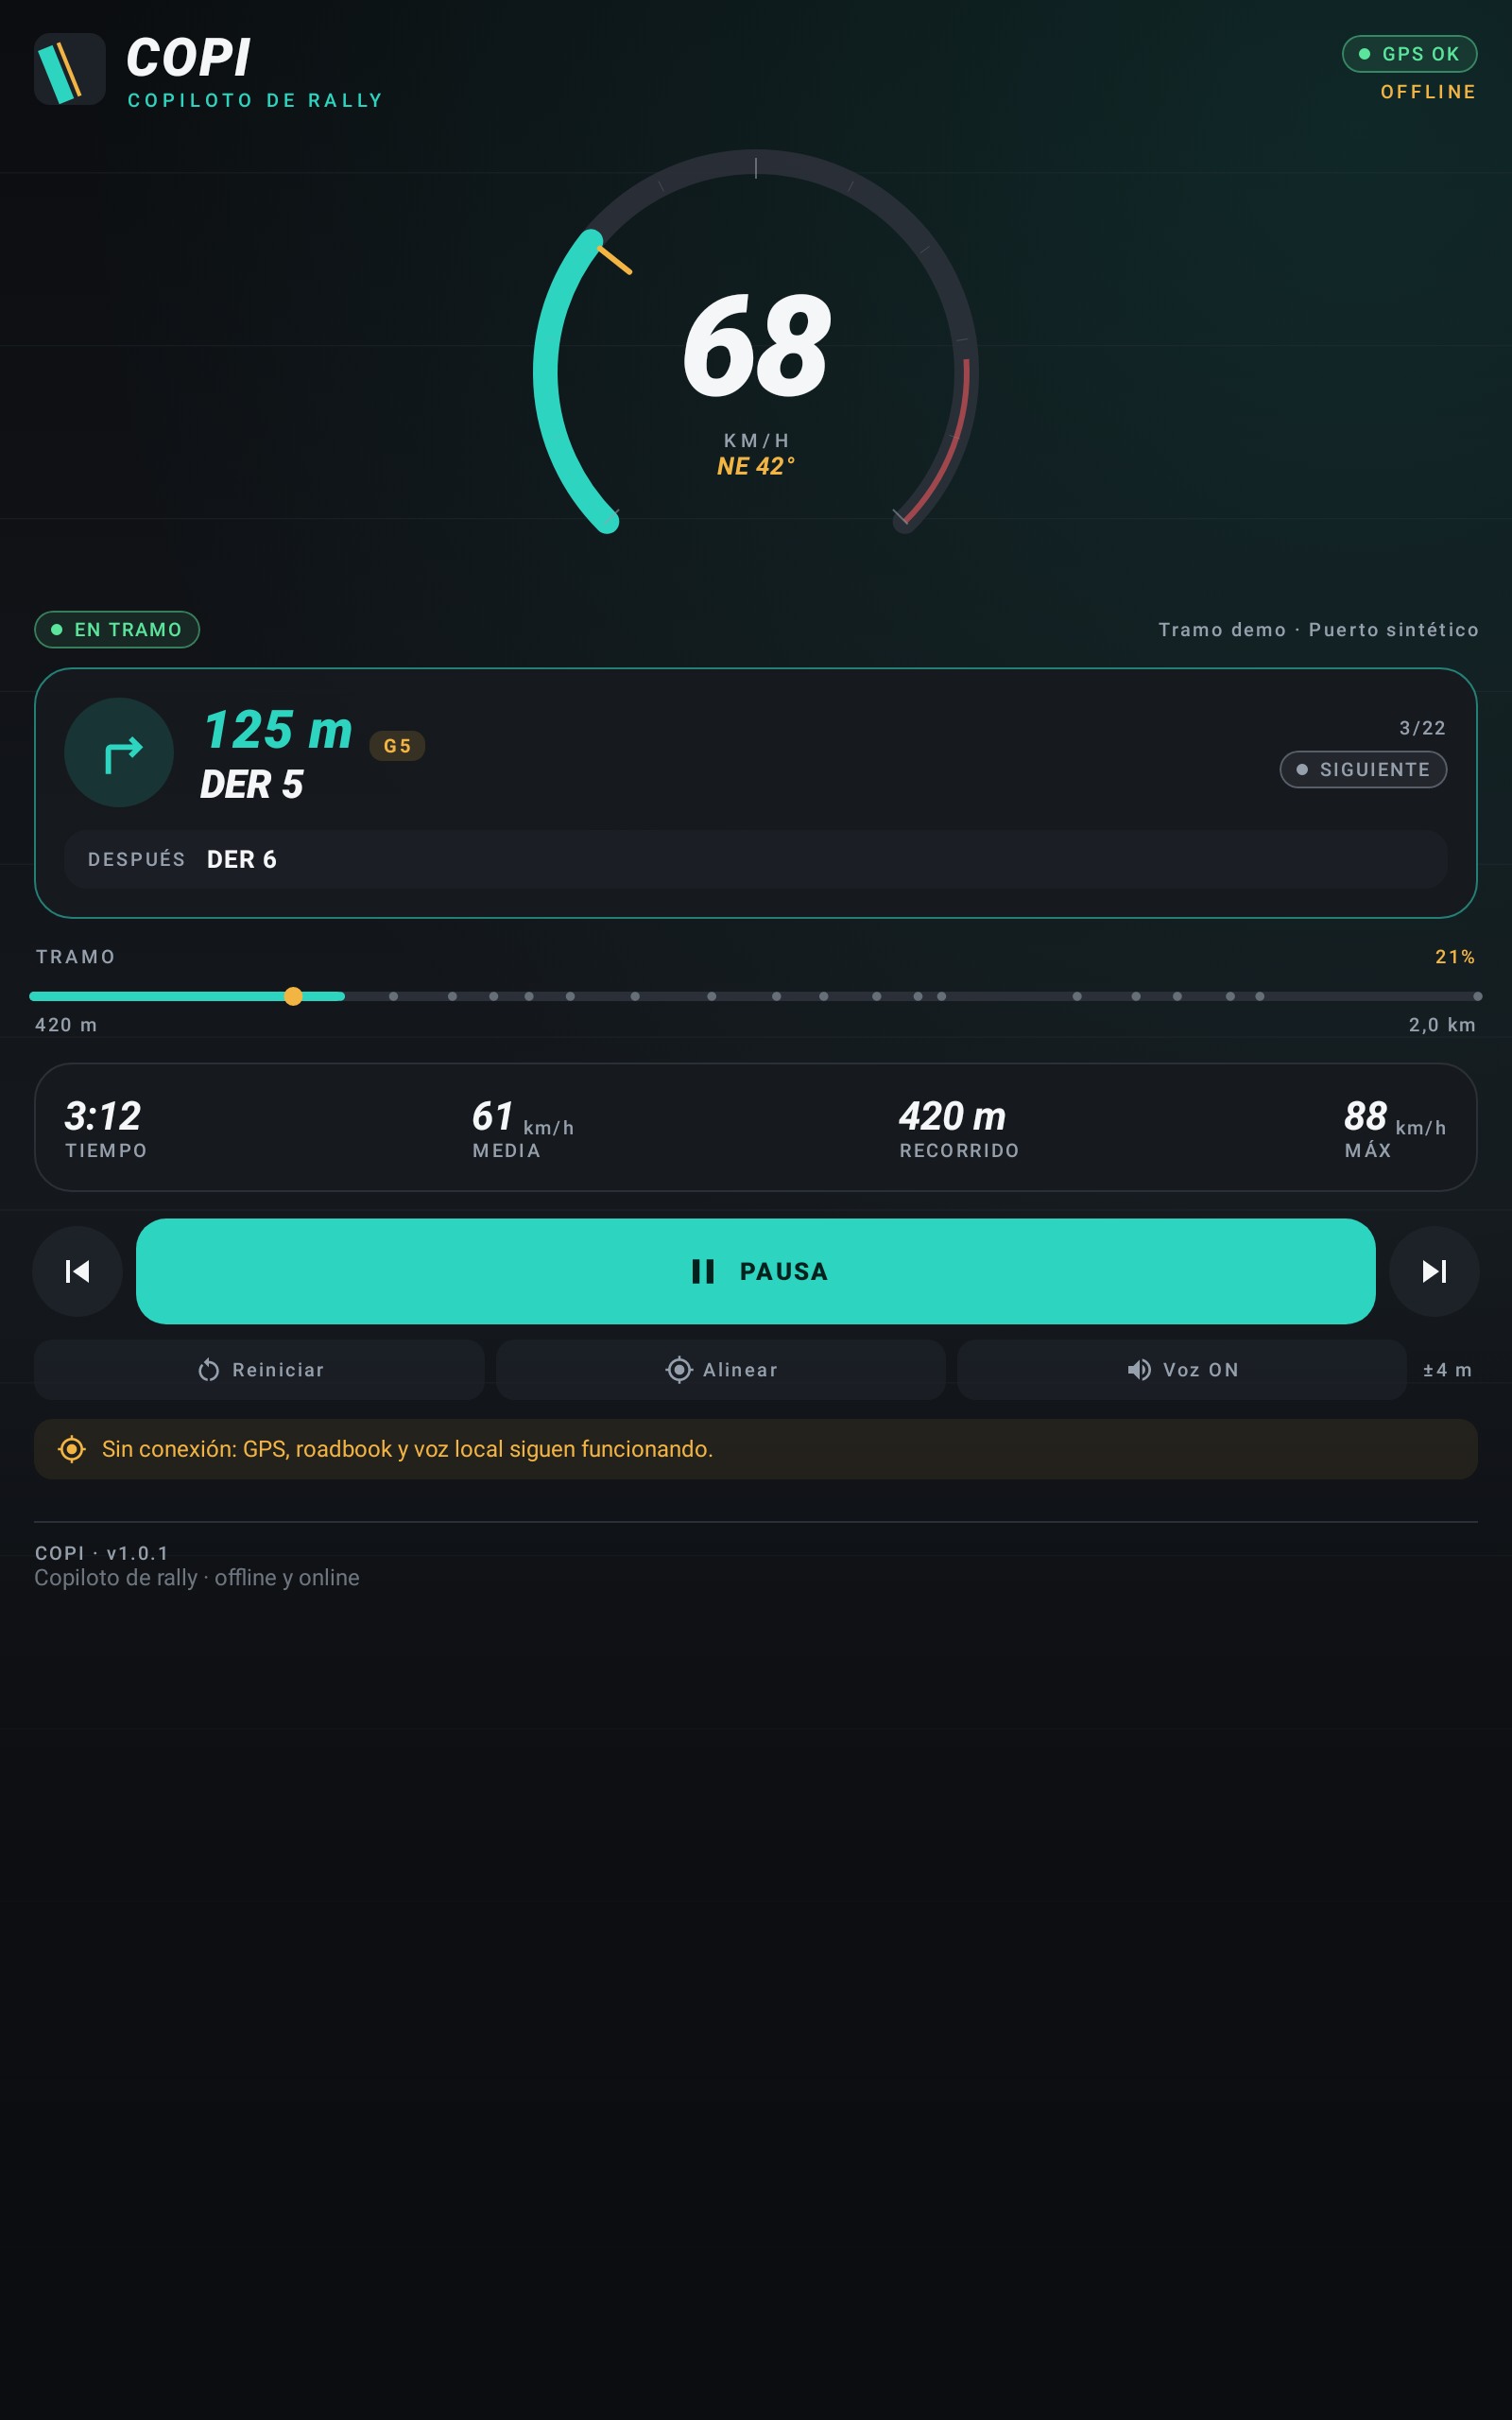 COPI
COPILOTO DE RALLY
GPS OK
OFFLINE
68
KM/H
NE 42°
EN TRAMO
Tramo demo · Puerto sintético
125 m G5
DER 5
3/22
SIGUIENTE
DESPUÉS DER 6
TRAMO 21%
420 m 2,0 km
3:12 61 km/h 420 m 88 km/h
TIEMPO MEDIA RECORRIDO MÁX
PAUSA
Reiniciar Alinear Voz ON ±4 m
Sin conexión: GPS, roadbook y voz local siguen funcionando.
COPI · v1.0.1
Copiloto de rally · offline y online